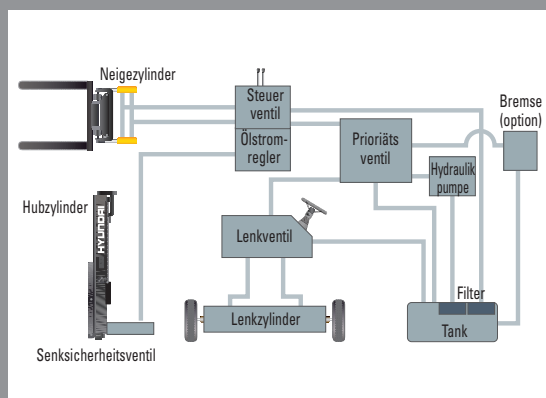 Neigezylinder
Steuer
ventil
Ölstrom-
regler
Prioriäts
ventil
Bremse
(option)
Hydraulik
pumpe
Hubzylinder
HYUNDAI
Lenkventil
Filter
Tank
Lenkzylinder
Senksicherheitsventil